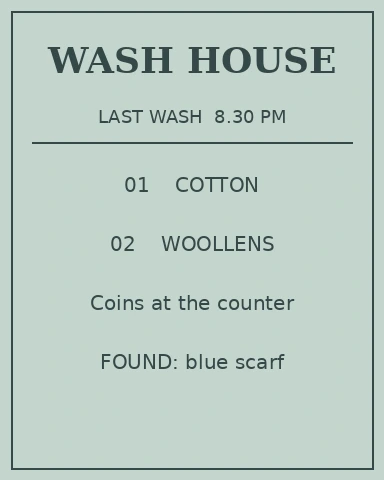 WASH HOUSE
LAST WASH 8.30 PM
01 COTTON
02 WOOLLENS
Coins at the counter
FOUND: blue scarf